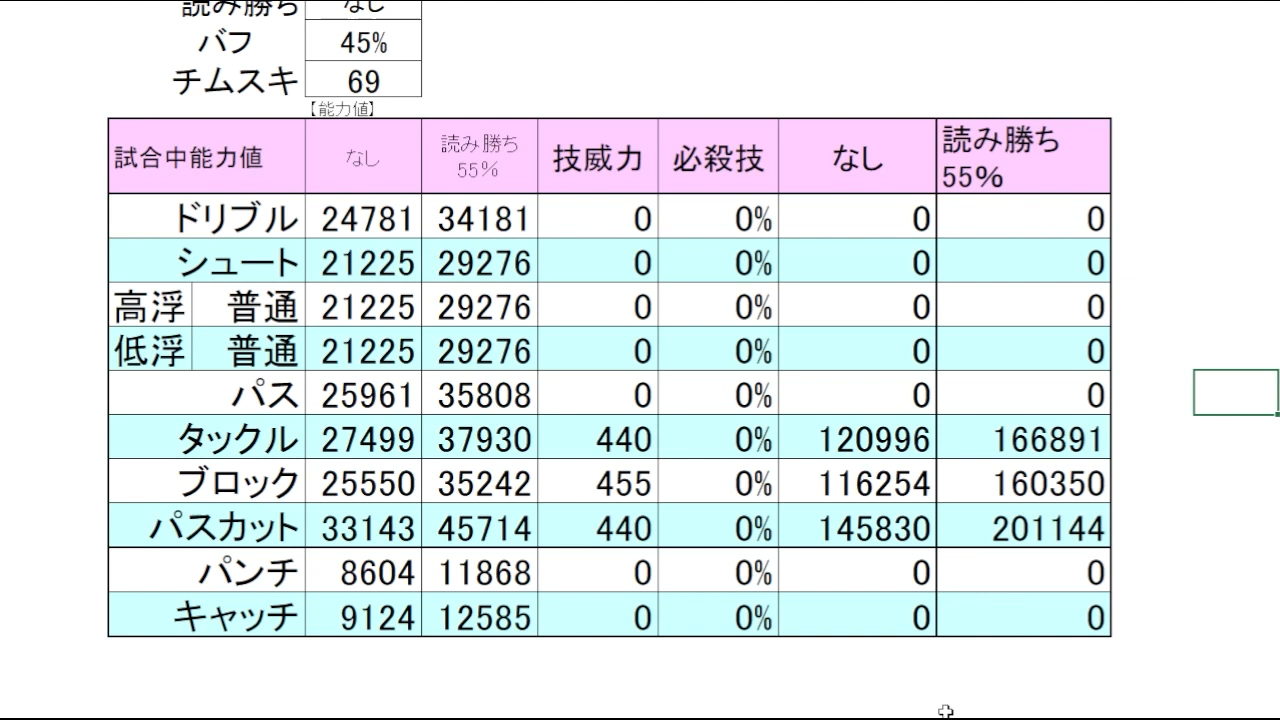 読み勝ち なし
バフ 45%
チムスキ 69
【能力値】
試合中能力値 なし 読み勝ち 55% 技威力 必殺技 なし 読み勝ち 55%
ドリブル 24781 34181 0 0% 0 0
シュート 21225 29276 0 0% 0 0
高浮 普通 21225 29276 0 0% 0 0
低浮 普通 21225 29276 0 0% 0 0
パス 25961 35808 0 0% 0 0
タックル 27499 37930 440 0% 120996 166891
ブロック 25550 35242 455 0% 116254 160350
パスカット 33143 45714 440 0% 145830 201144
パンチ 8604 11868 0 0% 0 0
キャッチ 9124 12585 0 0% 0 0